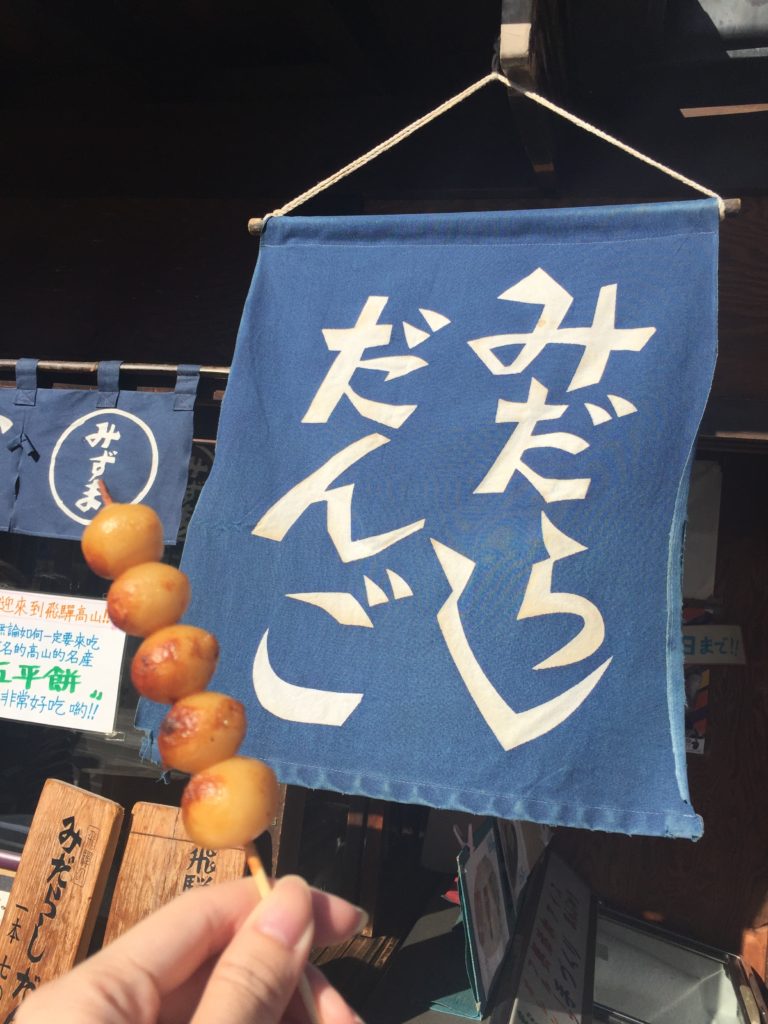 みだらし
だんご
みずま
迎來到飛驒高山!!
無論如何一定要來吃
名的高山的名産
五平餅
非常好吃喲!!
日まで!!
みだらしだ
一本 七
飛騨